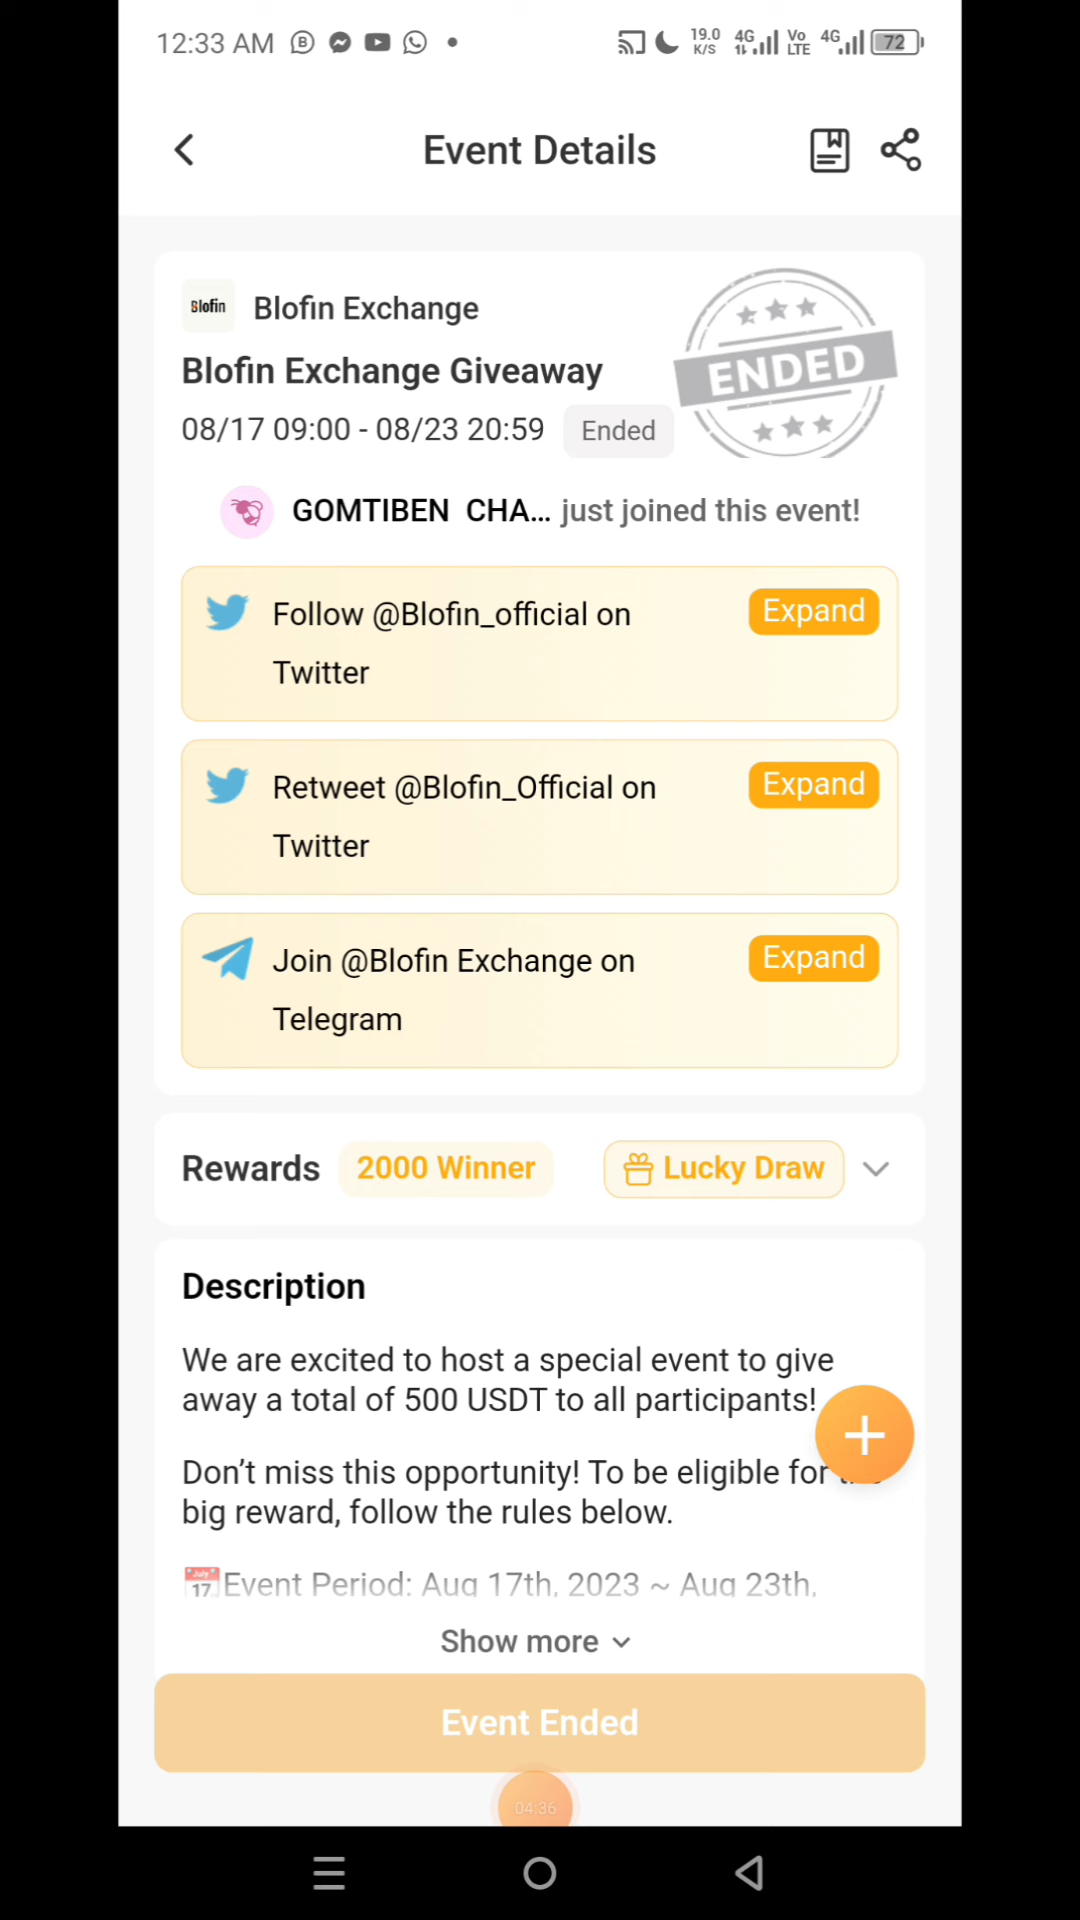 12:33 AM
19.0 K/S 4G Vo LTE 4G 72
Event Details
Blofin Blofin Exchange
Blofin Exchange Giveaway
ENDED
08/17 09:00 - 08/23 20:59 Ended
GOMTIBEN CHA... just joined this event!
Follow @Blofin_official on
Twitter
Expand
Retweet @Blofin_Official on
Twitter
Expand
Join @Blofin Exchange on
Telegram
Expand
Rewards 2000 Winner Lucky Draw
Description
We are excited to host a special event to give
away a total of 500 USDT to all participants!
Don’t miss this opportunity! To be eligible for
big reward, follow the rules below.
July 17 Event Period: Aug 17th, 2023 ~ Aug 23th,
Show more
Event Ended
04:36